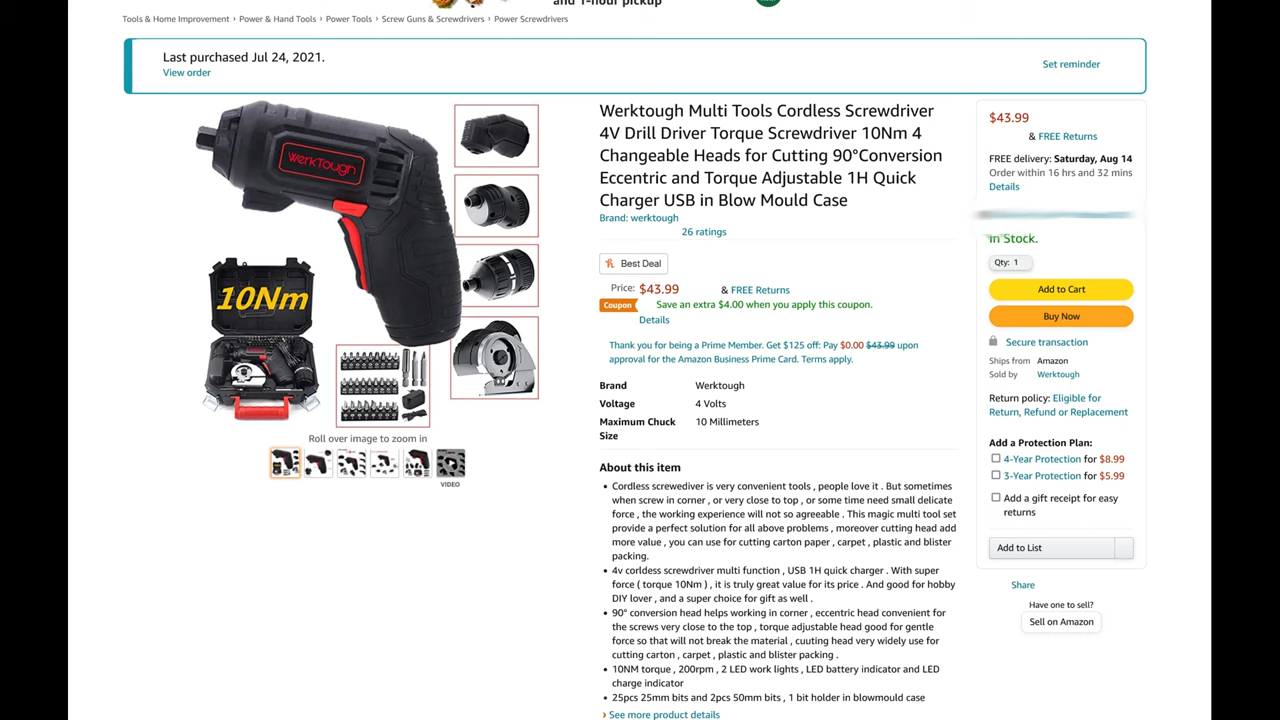 and 1-hour pickup
Tools & Home Improvement › Power & Hand Tools › Power Tools › Screw Guns & Screwdrivers › Power Screwdrivers
Last purchased Jul 24, 2021.
View order
Set reminder
WerkTough
10Nm
Roll over image to zoom in
VIDEO
Werktough Multi Tools Cordless Screwdriver
4V Drill Driver Torque Screwdriver 10Nm 4
Changeable Heads for Cutting 90°Conversion
Eccentric and Torque Adjustable 1H Quick
Charger USB in Blow Mould Case
Brand: werktough
26 ratings
Best Deal
Price: $43.99 & FREE Returns
Coupon Save an extra $4.00 when you apply this coupon.
Details
Thank you for being a Prime Member. Get $125 off: Pay $0.00 $43.99 upon
approval for the Amazon Business Prime Card. Terms apply.
Brand Werktough
Voltage 4 Volts
Maximum Chuck 10 Millimeters
Size
About this item
• Cordless screwediver is very convenient tools , people love it . But sometimes
when screw in corner , or very close to top , or some time need small delicate
force , the working experience will not so agreeable . This magic multi tool set
provide a perfect solution for all above problems , moreover cutting head add
more value , you can use for cutting carton paper , carpet , plastic and blister
packing.
• 4v corldess screwdriver multi function , USB 1H quick charger . With super
force ( torque 10Nm ) , it is truly great value for its price . And good for hobby
DIY lover , and a super choice for gift as well .
• 90° conversion head helps working in corner , eccentric head convenient for
the screws very close to the top , torque adjustable head good for gentle
force so that will not break the material , cuuting head very widely use for
cutting carton , carpet , plastic and blister packing .
• 10NM torque , 200rpm , 2 LED work lights , LED battery indicator and LED
charge indicator
• 25pcs 25mm bits and 2pcs 50mm bits , 1 bit holder in blowmould case
› See more product details
$43.99
& FREE Returns
FREE delivery: Saturday, Aug 14
Order within 16 hrs and 32 mins
Details
In Stock.
Qty: 1
Add to Cart
Buy Now
Secure transaction
Ships from Amazon
Sold by Werktough
Return policy: Eligible for
Return, Refund or Replacement
Add a Protection Plan:
4-Year Protection for $8.99
3-Year Protection for $5.99
Add a gift receipt for easy
returns
Add to List
Share
Have one to sell?
Sell on Amazon